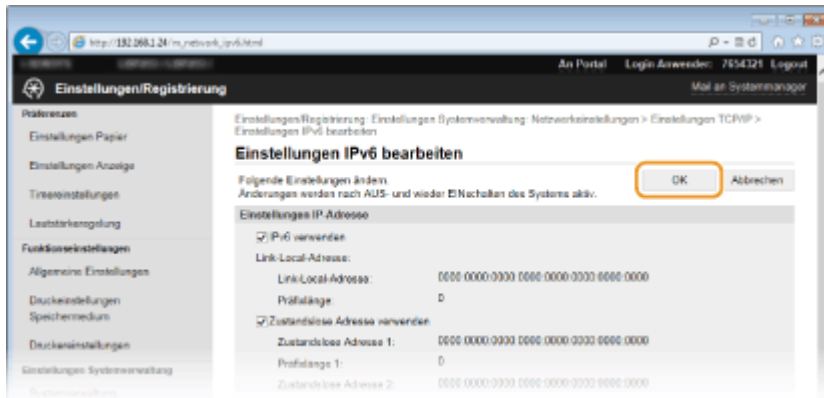 http://192.168.1.24/m_network_ipv6.html
An Portal Login Anwender: 7654321 Logout
Einstellungen/Registrierung
Mail an Systemmanager
Präferenzen
Einstellungen Papier
Einstellungen Anzeige
Timereinstellungen
Lautstärkeregelung
Funktionseinstellungen
Allgemeine Einstellungen
Druckeinstellungen
Speichermedium
Druckereinstellungen
Einstellungen Systemverwaltung
Einstellungen/Registrierung: Einstellungen Systemverwaltung: Netzwerkeinstellungen > Einstellungen TCP/IP >
Einstellungen IPv6 bearbeiten
Einstellungen IPv6 bearbeiten
Folgende Einstellungen ändern.
Änderungen werden nach AUS- und wieder EINschalten des Systems aktiv.
OK
Abbrechen
Einstellungen IP-Adresse
IPv6 verwenden
Link-Local-Adresse:
Link-Local-Adresse: 0000:0000:0000:0000:0000:0000:0000:0000
Präfixlänge: 0
Zustandslose Adresse verwenden
Zustandslose Adresse 1: 0000:0000:0000:0000:0000:0000:0000:0000
Präfixlänge 1: 0
Zustandslose Adresse 2: 0000:0000:0000:0000:0000:0000:0000:0000